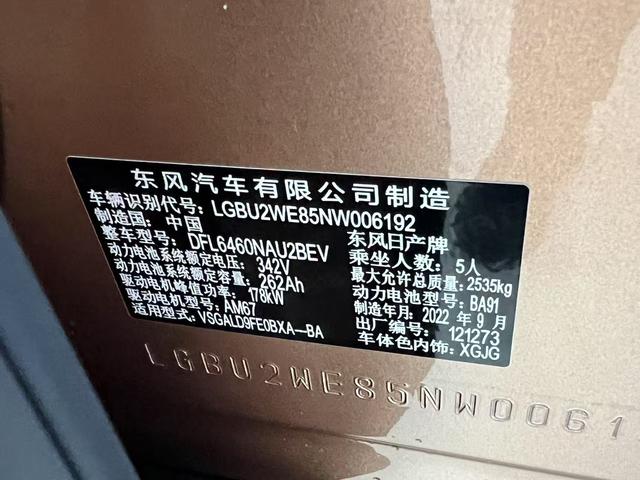 东风汽车有限公司制造
车辆识别代号: LGBU2WE85NW006192
制造国: 中国 东风日产牌
整车型号: DFL6460NAU2BEV 乘坐人数: 5人
动力电池系统额定电压: 342V 最大允许总质量: 2535kg
动力电池系统额定容量: 262Ah 动力电池型号: BA91
驱动电机峰值功率: 178kW 制造年月: 2022 年 9 月
驱动电机型号: AM67 出厂编号: 121273
适用型号: VSGALD9FE0BXA-BA 车体色内饰: XGJG
LGBU2WE85NW0061